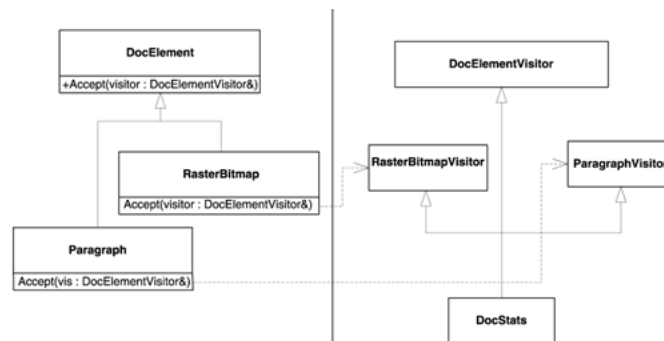 DocElement
+Accept(visitor : DocElementVisitor&)
RasterBitmap
Accept(visitor : DocElementVisitor&)
Paragraph
Accept(vis : DocElementVisitor&)
DocElementVisitor
RasterBitmapVisitor
ParagraphVisitor
DocStats